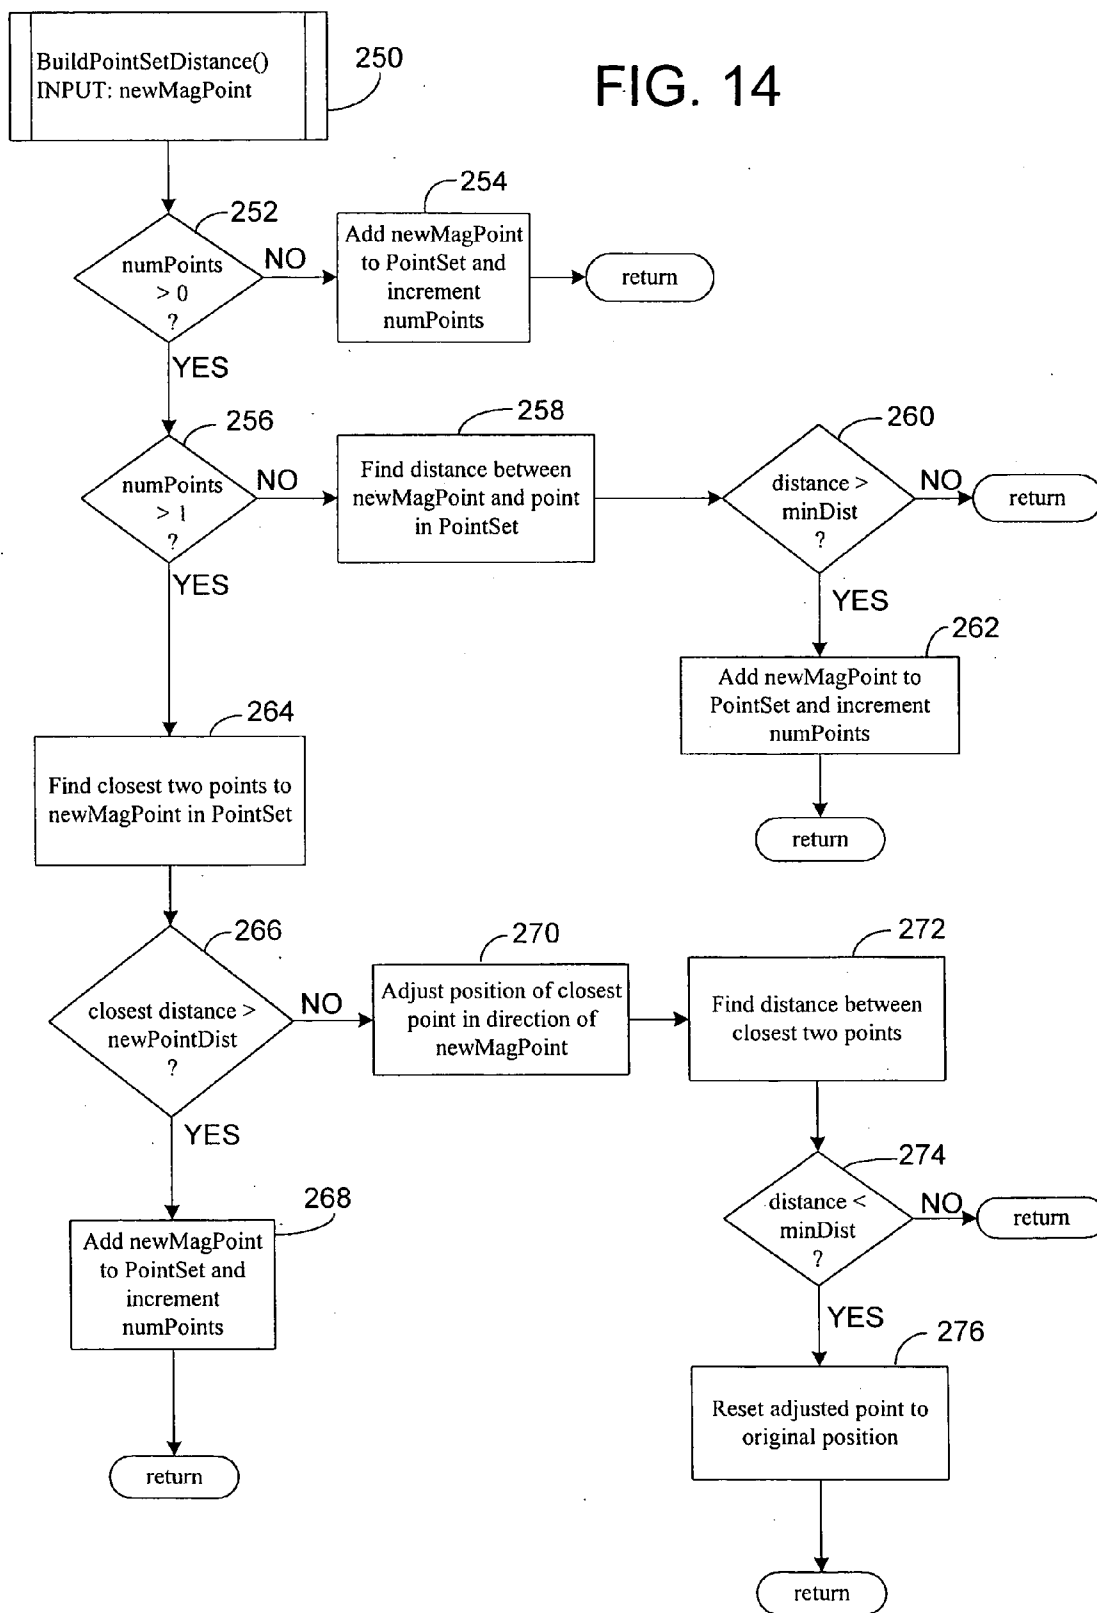 BuildPointSetDistance()
INPUT: newMagPoint
250
FIG. 14
252
numPoints
> 0
?
NO
254
Add newMagPoint
to PointSet and
increment
numPoints
return
YES
256
numPoints
> 1
?
NO
258
Find distance between
newMagPoint and point
in PointSet
260
distance >
minDist
?
NO
return
YES
262
Add newMagPoint to
PointSet and increment
numPoints
return
YES
264
Find closest two points to
newMagPoint in PointSet
266
closest distance >
newPointDist
?
NO
270
Adjust position of closest
point in direction of
newMagPoint
272
Find distance between
closest two points
YES
268
Add newMagPoint
to PointSet and
increment
numPoints
return
274
distance <
minDist
?
NO
return
YES
276
Reset adjusted point to
original position
return